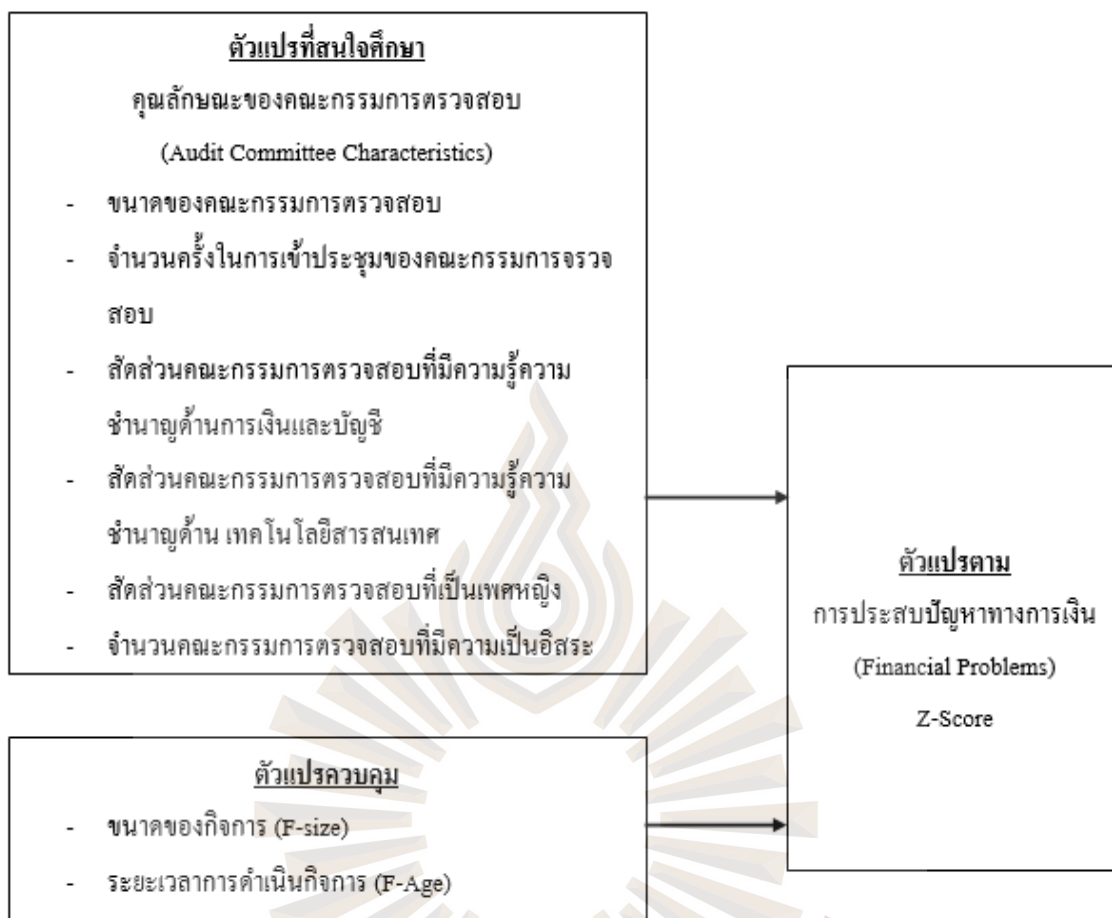 ตัวแปรที่สนใจศึกษา
คุณลักษณะของคณะกรรมการตรวจสอบ
(Audit Committee Characteristics)
- ขนาดของคณะกรรมการตรวจสอบ
- จำนวนครั้งในการเข้าประชุมของคณะกรรมการจรวจ
สอบ
- สัดส่วนคณะกรรมการตรวจสอบที่มีความรู้ความ
ชำนาญด้านการเงินและบัญชี
- สัดส่วนคณะกรรมการตรวจสอบที่มีความรู้ความ
ชำนาญด้าน เทคโนโลยีสารสนเทศ
- สัดส่วนคณะกรรมการตรวจสอบที่เป็นเพศหญิง
- จำนวนคณะกรรมการตรวจสอบที่มีความเป็นอิสระ
ตัวแปรควบคุม
- ขนาดของกิจการ (F-size)
- ระยะเวลาการดำเนินกิจการ (F-Age)
ตัวแปรตาม
การประสบปัญหาทางการเงิน
(Financial Problems)
Z-Score